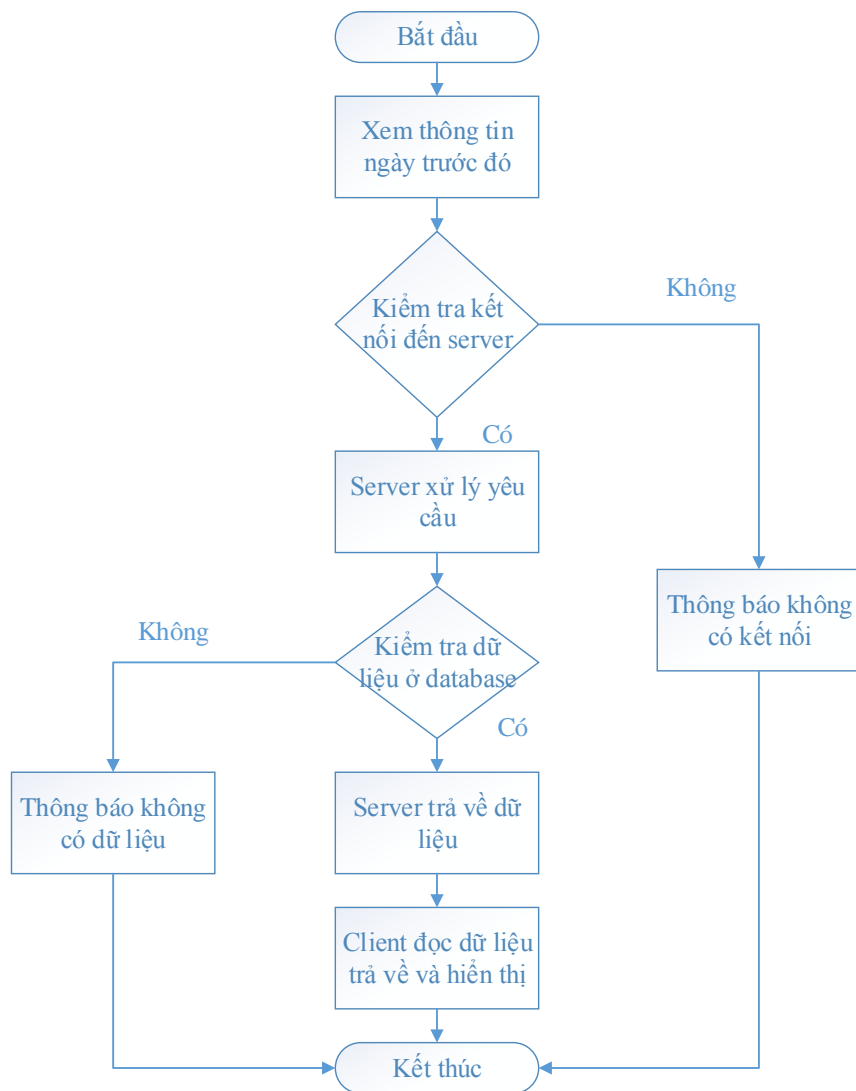 Bắt đầu
Xem thông tin
ngày trước đó
Không
Kiểm tra kết
nối đến server
Có
Server xử lý yêu
cầu
Thông báo không
có kết nối
Không
Kiểm tra dữ
liệu ở database
Có
Thông báo không
có dữ liệu
Server trả về dữ
liệu
Client đọc dữ liệu
trả về và hiển thị
Kết thúc